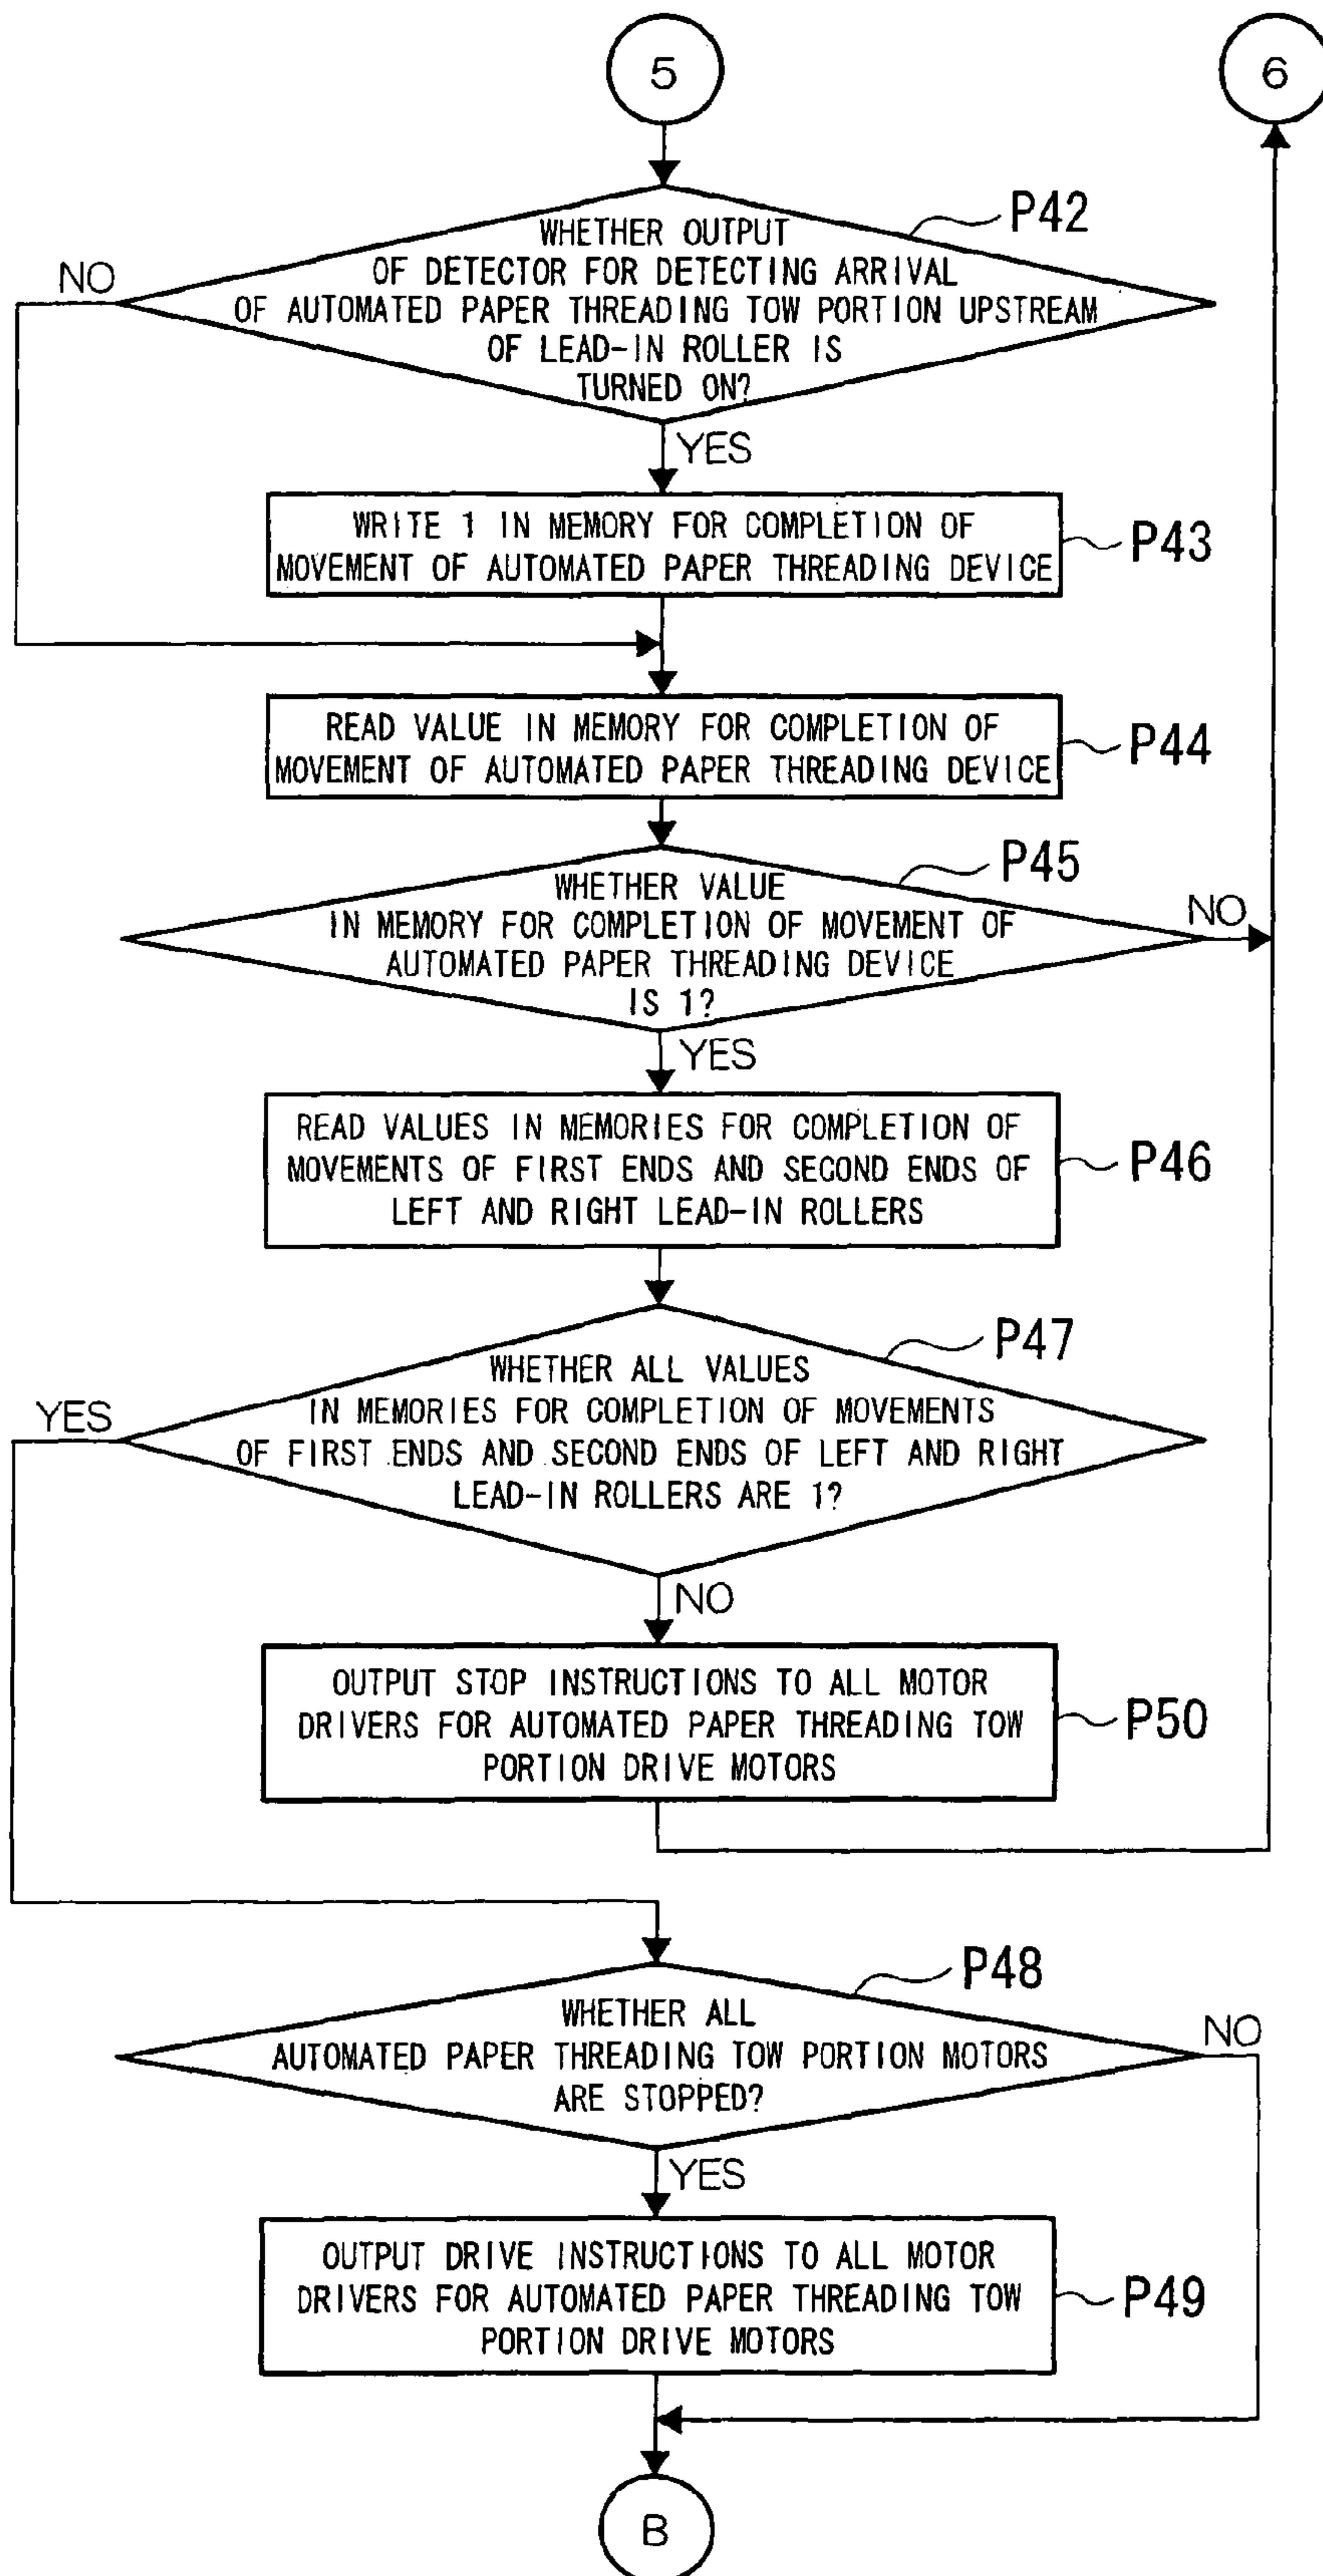 5
6
P42
WHETHER OUTPUT
OF DETECTOR FOR DETECTING ARRIVAL
OF AUTOMATED PAPER THREADING TOW PORTION UPSTREAM
OF LEAD-IN ROLLER IS
TURNED ON?
NO
YES
WRITE 1 IN MEMORY FOR COMPLETION OF
MOVEMENT OF AUTOMATED PAPER THREADING DEVICE
P43
READ VALUE IN MEMORY FOR COMPLETION OF
MOVEMENT OF AUTOMATED PAPER THREADING DEVICE
P44
P45
WHETHER VALUE
IN MEMORY FOR COMPLETION OF MOVEMENT OF
AUTOMATED PAPER THREADING DEVICE
IS 1?
NO
YES
READ VALUES IN MEMORIES FOR COMPLETION OF
MOVEMENTS OF FIRST ENDS AND SECOND ENDS OF
LEFT AND RIGHT LEAD-IN ROLLERS
P46
P47
WHETHER ALL VALUES
IN MEMORIES FOR COMPLETION OF MOVEMENTS
OF FIRST ENDS AND SECOND ENDS OF LEFT AND RIGHT
LEAD-IN ROLLERS ARE 1?
YES
NO
OUTPUT STOP INSTRUCTIONS TO ALL MOTOR
DRIVERS FOR AUTOMATED PAPER THREADING TOW
PORTION DRIVE MOTORS
P50
P48
WHETHER ALL
AUTOMATED PAPER THREADING TOW PORTION MOTORS
ARE STOPPED?
NO
YES
OUTPUT DRIVE INSTRUCTIONS TO ALL MOTOR
DRIVERS FOR AUTOMATED PAPER THREADING TOW
PORTION DRIVE MOTORS
P49
B